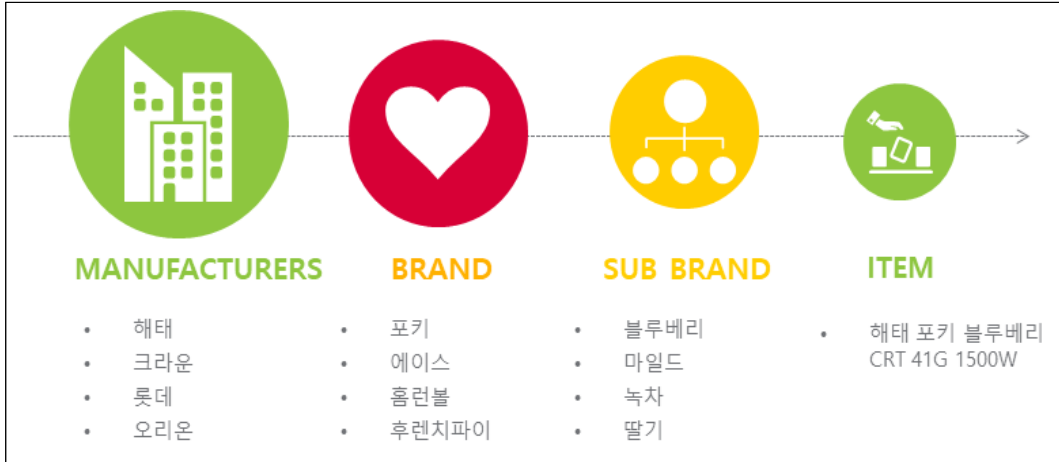 MANUFACTURERS
• 해태
• 크라운
• 롯데
• 오리온
BRAND
• 포키
• 에이스
• 홈런볼
• 후렌치파이
SUB BRAND
• 블루베리
• 마일드
• 녹차
• 딸기
ITEM
• 해태 포키 블루베리
CRT 41G 1500W